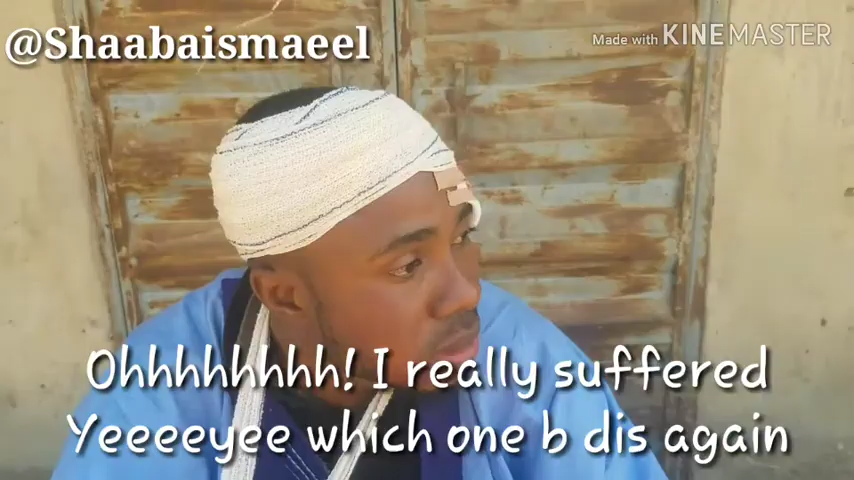 @Shaabaismaeel
Made with KINEMASTER
Ohhhhhhhh! I really suffered
Yeeeeyee which one b dis again